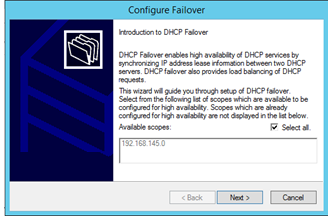 Configure Failover
Introduction to DHCP Failover
DHCP Failover enables high availability of DHCP services by
synchronizing IP address lease information between two DHCP
servers. DHCP failover also provides load balancing of DHCP
requests.
This wizard will guide you through setup of DHCP failover.
Select from the following list of scopes which are available to be
configured for high availability. Scopes which are already
configured for high availability are not displayed in the list below.
Available scopes:
Select all.
192.168.145.0
< Back
Next >
Cancel